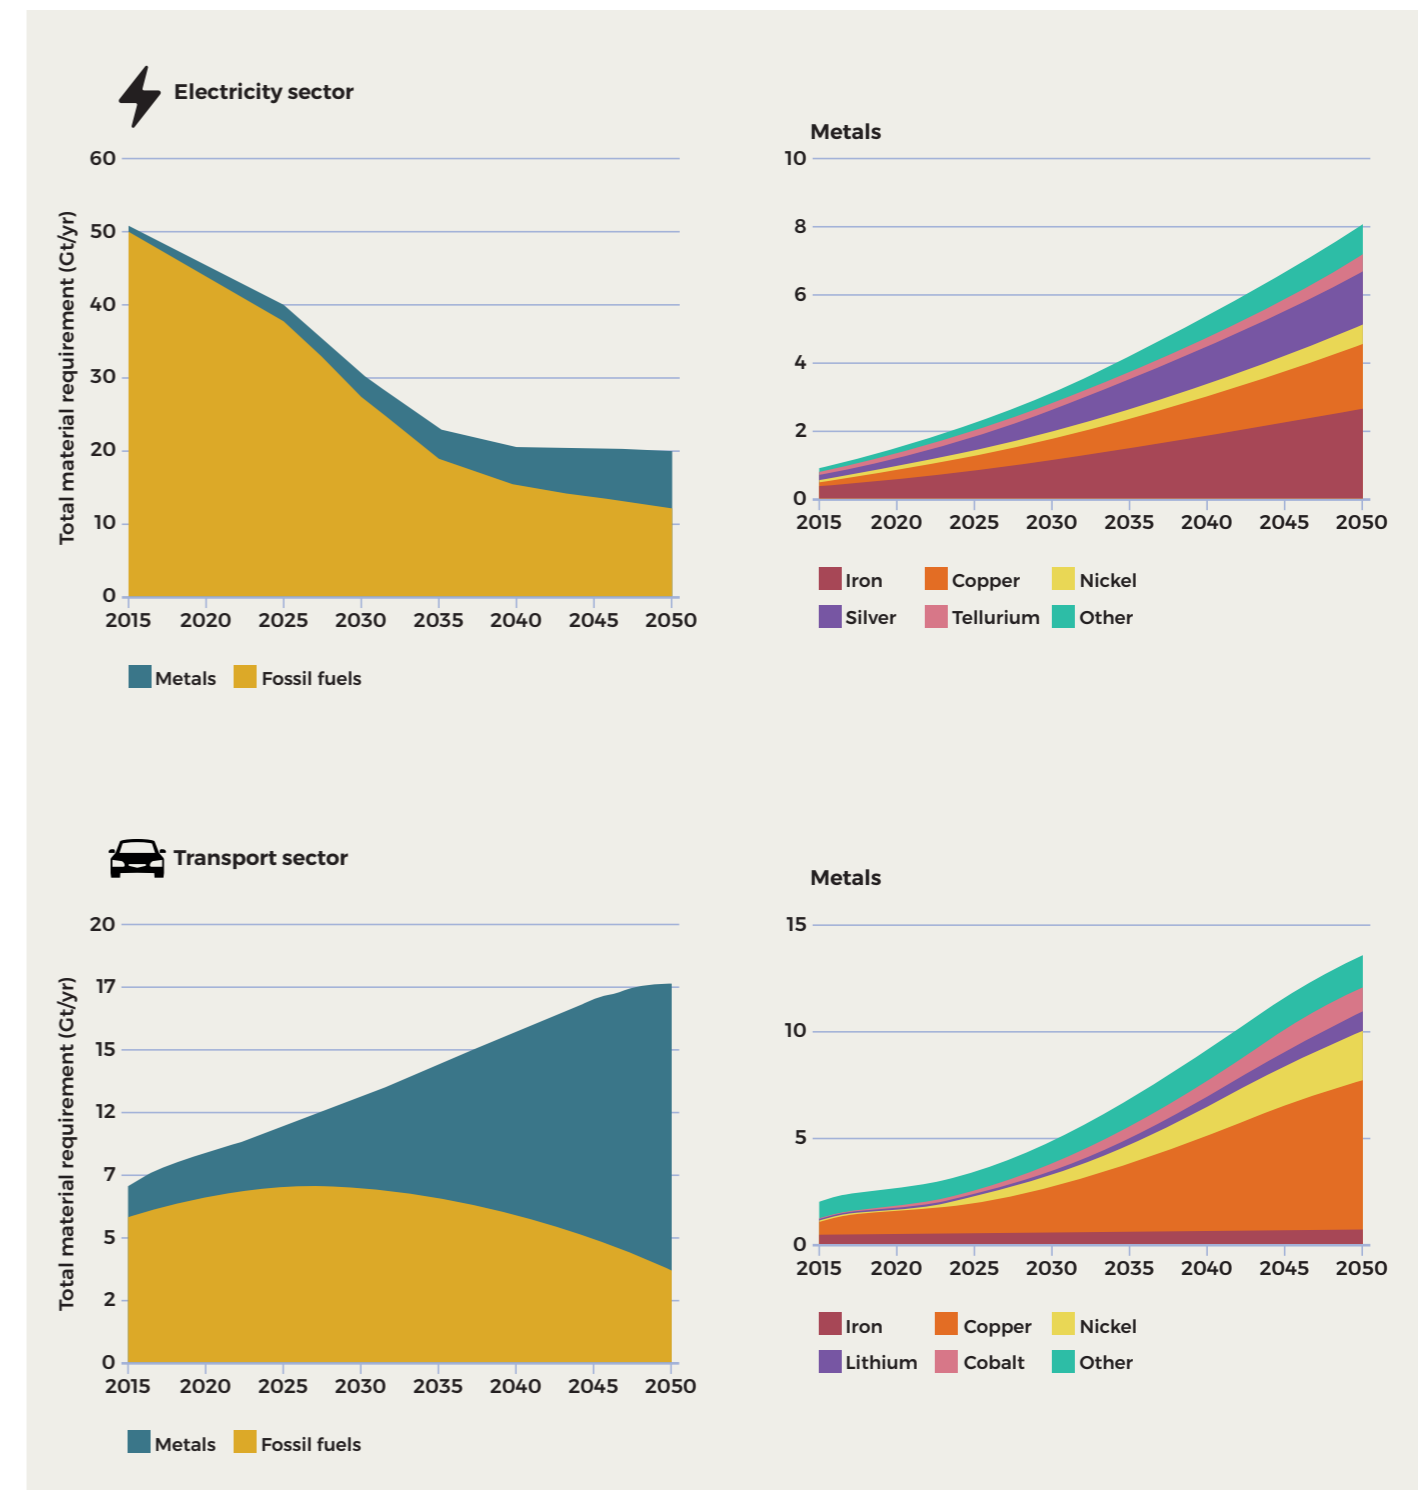 Electricity sector
Total material requirement (Gt/yr)
60
50
40
30
20
10
0
2015 2020 2025 2030 2035 2040 2045 2050
Metals Fossil fuels
Metals
10
8
6
4
2
0
2015 2020 2025 2030 2035 2040 2045 2050
Iron Copper Nickel
Silver Tellurium Other
Transport sector
Total material requirement (Gt/yr)
20
17
15
12
7
5
2
0
2015 2020 2025 2030 2035 2040 2045 2050
Metals Fossil fuels
Metals
15
10
5
0
2015 2020 2025 2030 2035 2040 2045 2050
Iron Copper Nickel
Lithium Cobalt Other